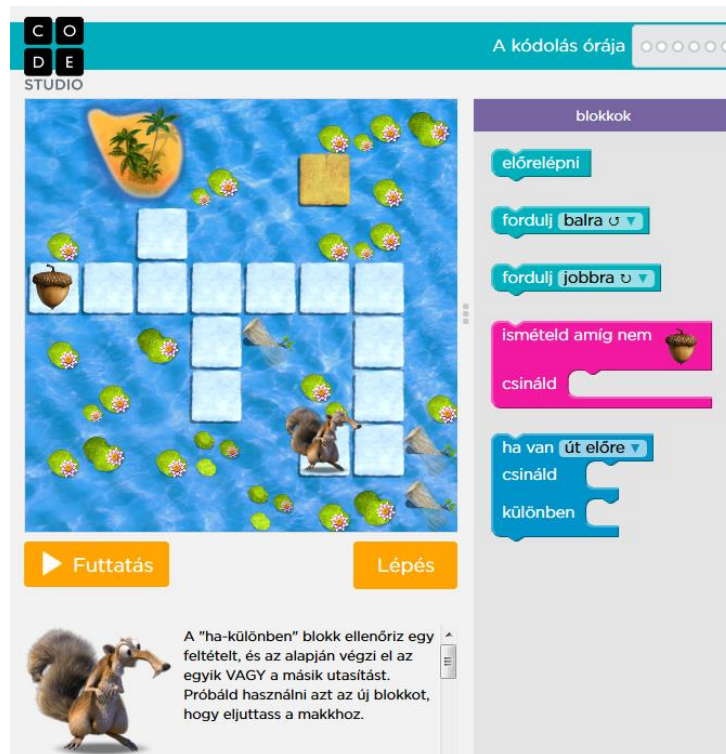 C O
D E
STUDIO
A kódolás órája
blokkok
előrelépni
fordulj balra ↺ ▼
fordulj jobbra ↻ ▼
ismételd amíg nem
csináld
ha van út előre ▼
csináld
különben
Futtatás
Lépés
A "ha-különben" blokk ellenőriz egy
feltételt, és az alapján végzi el az
egyik VAGY a másik utasítást.
Próbáld használni azt az új blokkot,
hogy eljuttass a makkhoz.